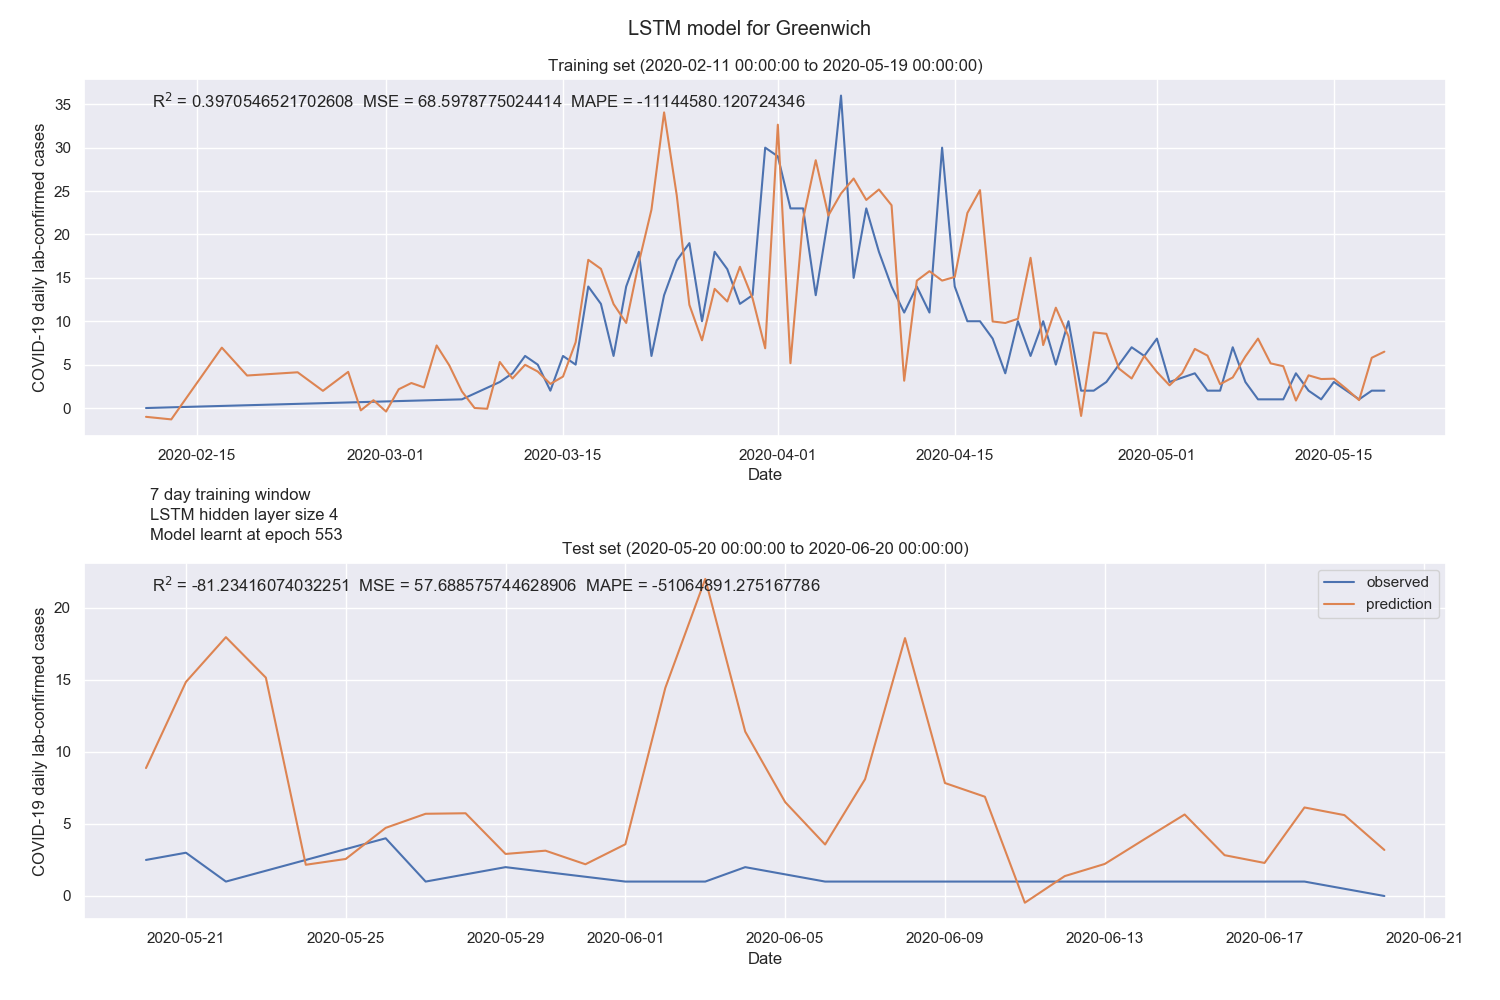 LSTM model for Greenwich
Training set (2020-02-11 00:00:00 to 2020-05-19 00:00:00)
R² = 0.3970546521702608 MSE = 68.5978775024414 MAPE = -11144580.120724346
COVID-19 daily lab-confirmed cases
35
30
25
20
15
10
5
0
2020-02-15 2020-03-01 2020-03-15 2020-04-01 2020-04-15 2020-05-01 2020-05-15
Date
7 day training window
LSTM hidden layer size 4
Model learnt at epoch 553
Test set (2020-05-20 00:00:00 to 2020-06-20 00:00:00)
R² = -81.23416074032251 MSE = 57.688575744628906 MAPE = -51064891.275167786
observed
prediction
COVID-19 daily lab-confirmed cases
20
15
10
5
0
2020-05-21 2020-05-25 2020-05-29 2020-06-01 2020-06-05 2020-06-09 2020-06-13 2020-06-17 2020-06-21
Date